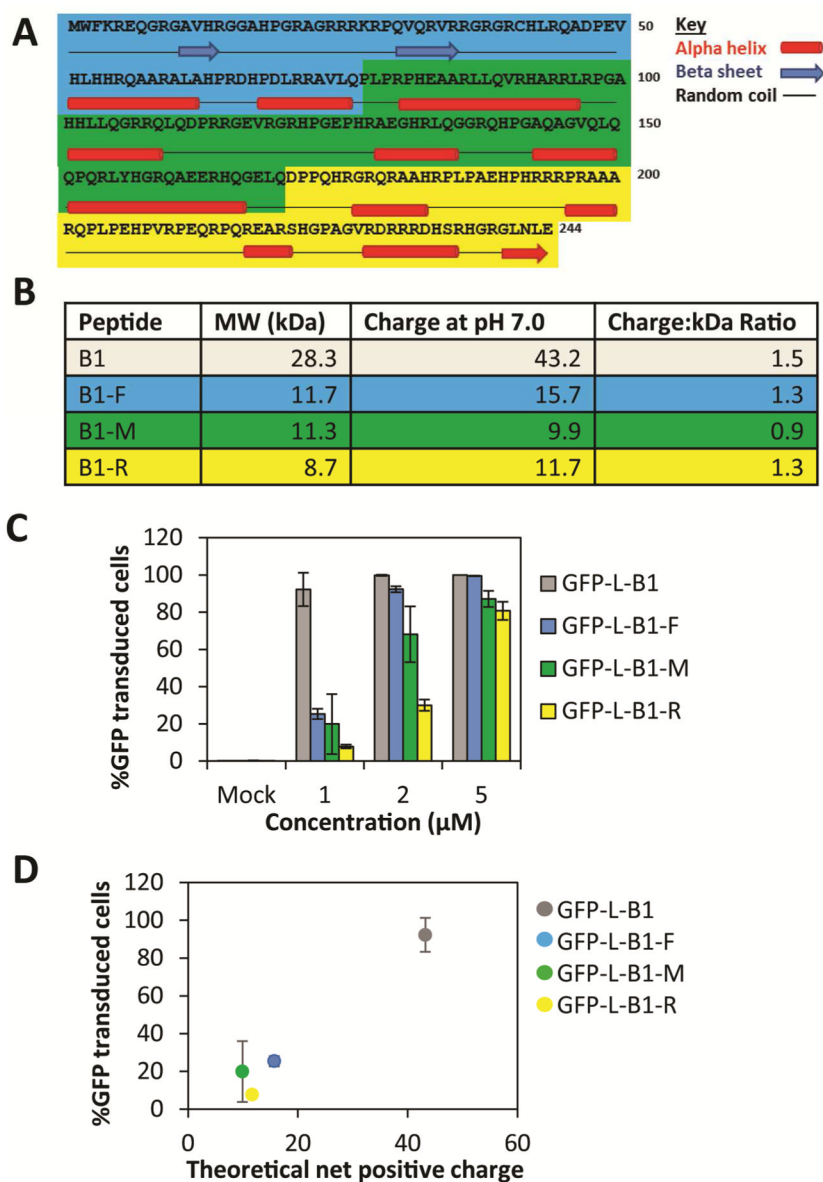 A
MWFKREQGRGAVHRGGAHPGRAGRRRKRPQVQRVRRGRGRCHLRQADPEV 50
HLHHRQAARALAHPRDHPDLRRAVLQPLPRPHEAARLLQVRHARRLRPGA 100
HHLLQGRRQLQDPRRGEVRGRHPGEPHRAEGHRLQGGRQHPGAQAGVQLQ 150
QPQRLYHGRQAEERHQGELQDPPQHRGRQRAAHRPLPAEHPHRRRPRAAA 200
RQPLPEHPVRPEQRPQREARSHGPAGVRDRRRDHSRHGRGLNLE 244
Key
Alpha helix
Beta sheet
Random coil
B
Peptide MW (kDa) Charge at pH 7.0 Charge:kDa Ratio
B1 28.3 43.2 1.5
B1-F 11.7 15.7 1.3
B1-M 11.3 9.9 0.9
B1-R 8.7 11.7 1.3
C
%GFP transduced cells
120
100
80
60
40
20
0
Mock 1 2 5
Concentration (µM)
GFP-L-B1
GFP-L-B1-F
GFP-L-B1-M
GFP-L-B1-R
D
%GFP transduced cells
120
100
80
60
40
20
0
0 20 40 60
Theoretical net positive charge
GFP-L-B1
GFP-L-B1-F
GFP-L-B1-M
GFP-L-B1-R